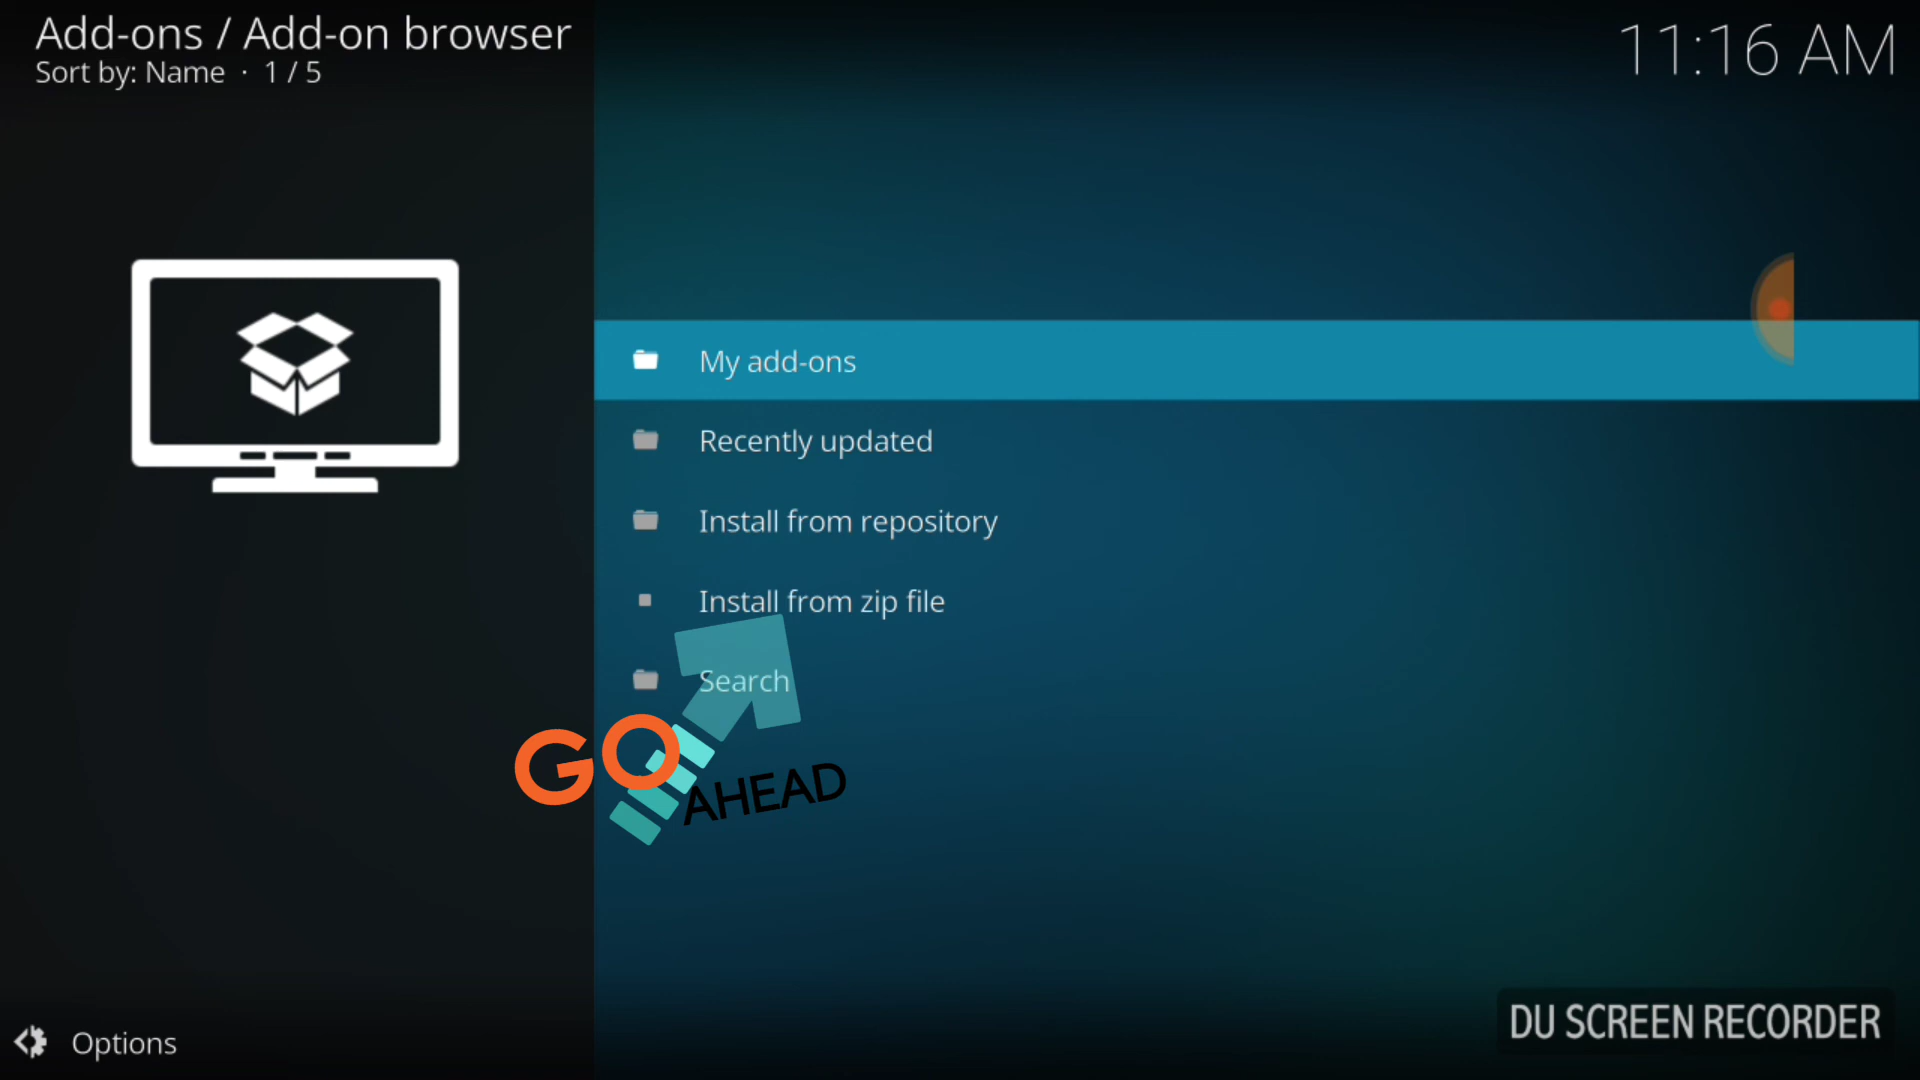 Add-ons / Add-on browser
Sort by: Name · 1 / 5
11:16 AM
My add-ons
Recently updated
Install from repository
Install from zip file
Search
GO
AHEAD
Options
DU SCREEN RECORDER